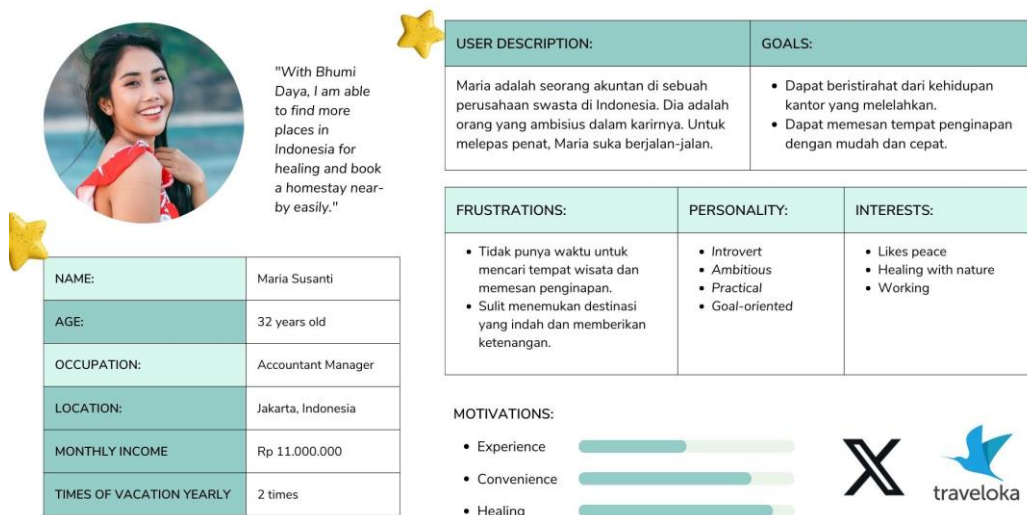 "With Bhumi
Daya, I am able
to find more
places in
Indonesia for
healing and book
a homestay near-
by easily."
NAME: Maria Susanti
AGE: 32 years old
OCCUPATION: Accountant Manager
LOCATION: Jakarta, Indonesia
MONTHLY INCOME Rp 11.000.000
TIMES OF VACATION YEARLY 2 times
USER DESCRIPTION:
Maria adalah seorang akuntan di sebuah
perusahaan swasta di Indonesia. Dia adalah
orang yang ambisius dalam karirnya. Untuk
melepas penat, Maria suka berjalan-jalan.
GOALS:
• Dapat beristirahat dari kehidupan
kantor yang melelahkan.
• Dapat memesan tempat penginapan
dengan mudah dan cepat.
FRUSTRATIONS:
• Tidak punya waktu untuk
mencari tempat wisata dan
memesan penginapan.
• Sulit menemukan destinasi
yang indah dan memberikan
ketenangan.
PERSONALITY:
• Introvert
• Ambitious
• Practical
• Goal-oriented
INTERESTS:
• Likes peace
• Healing with nature
• Working
MOTIVATIONS:
• Experience
• Convenience
• Healing
X
traveloka